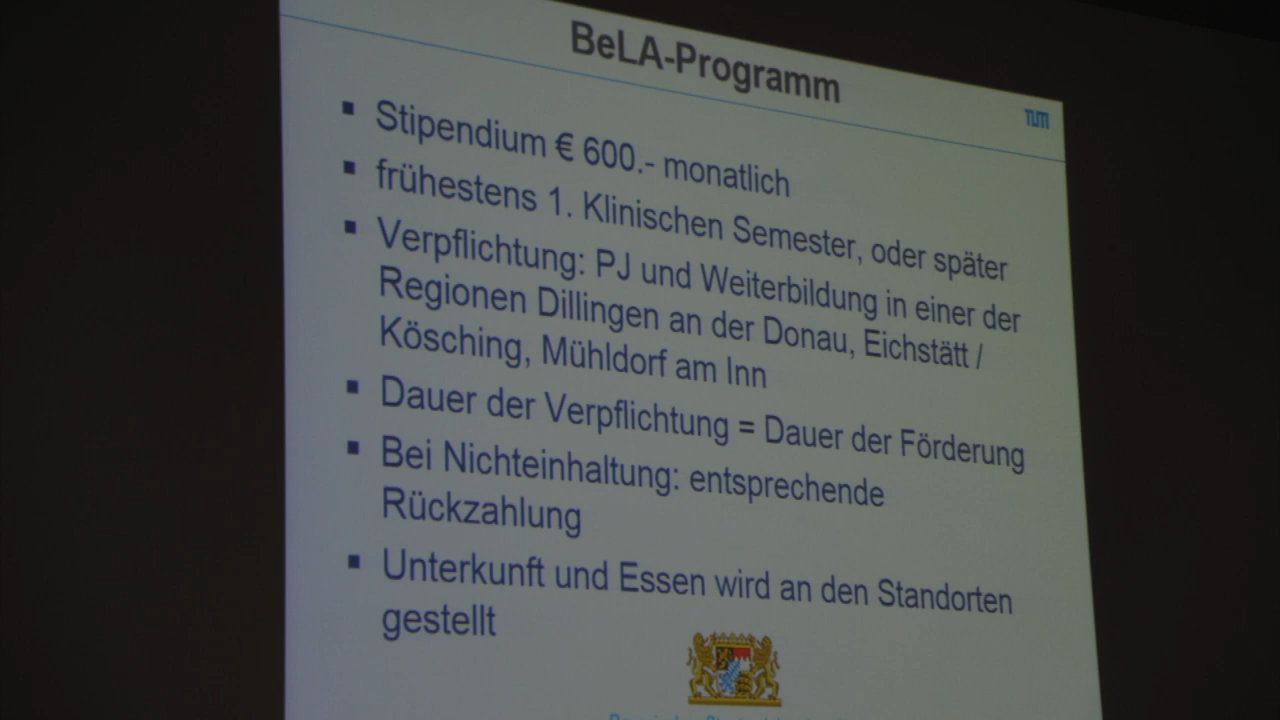 BeLA-Programm
TUM
Stipendium € 600.- monatlich
frühestens 1. Klinischen Semester, oder später
Verpflichtung: PJ und Weiterbildung in einer der
Regionen Dillingen an der Donau, Eichstätt /
Kösching, Mühldorf am Inn
Dauer der Verpflichtung = Dauer der Förderung
Bei Nichteinhaltung: entsprechende
Rückzahlung
Unterkunft und Essen wird an den Standorten
gestellt